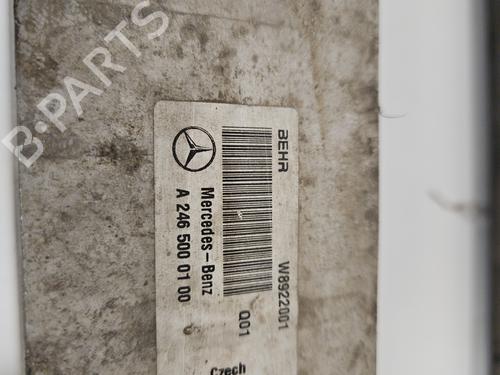 B-PARTS
BEHR
W8922001
Q01
Czech
Mercedes-Benz
A 246 500 01 00